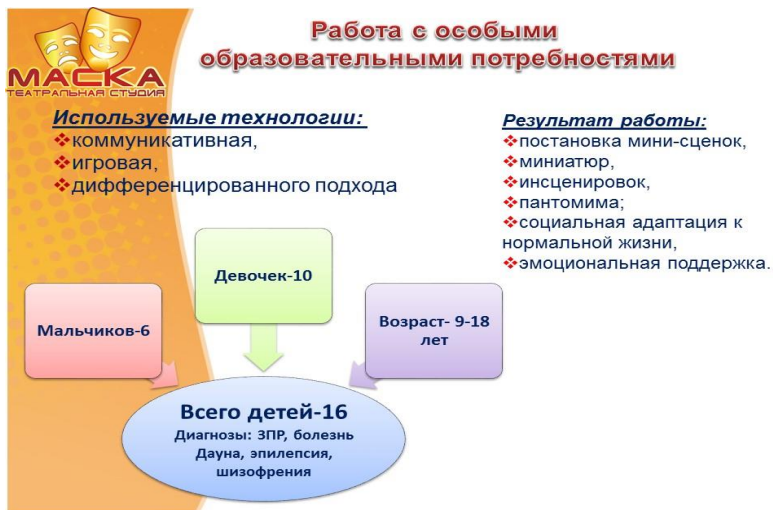 МАСКА
ТЕАТРАЛЬНАЯ СТУДИЯ
Работа с особыми
образовательными потребностями
Используемые технологии:
❖коммуникативная,
❖игровая,
❖дифференцированного подхода
Результат работы:
❖постановка мини-сценок,
❖миниатюр,
❖инсценировок,
❖пантомима;
❖социальная адаптация к
нормальной жизни,
❖эмоциональная поддержка.
Мальчиков-6
Девочек-10
Возраст- 9-18
лет
Всего детей-16
Диагнозы: ЗПР, болезнь
Дауна, эпилепсия,
шизофрения